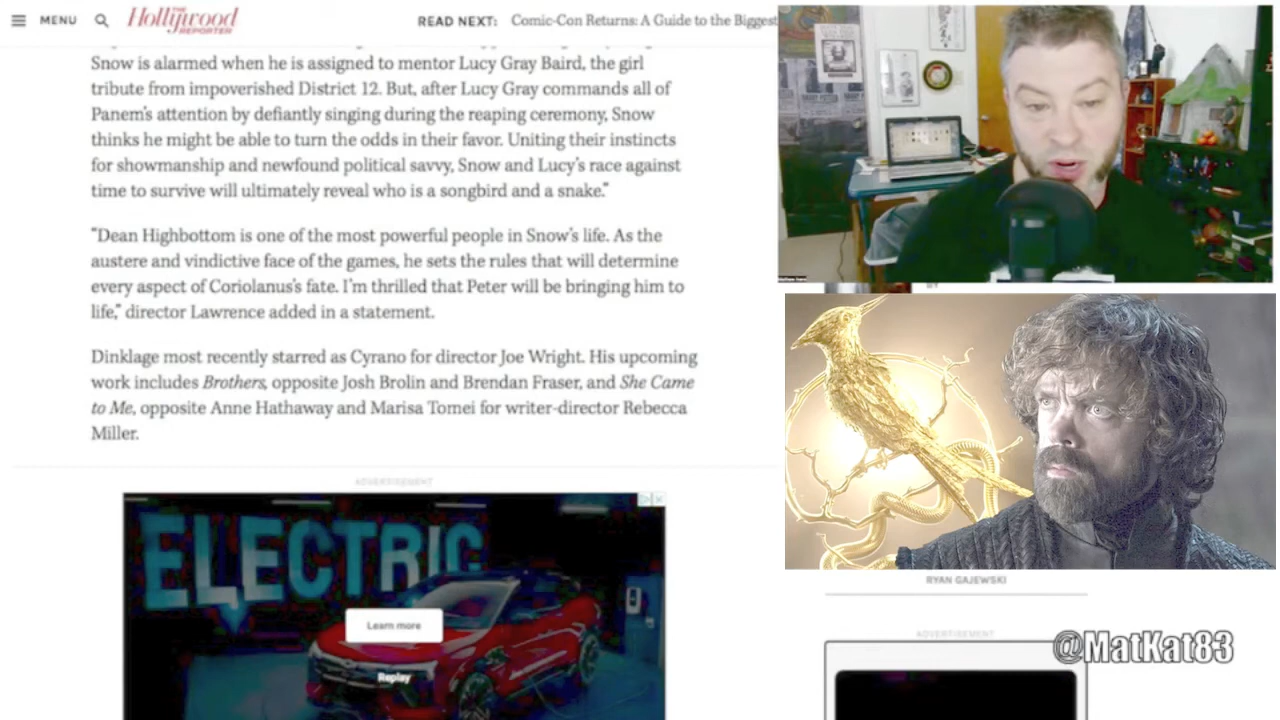 MENU
THE
Hollywood
REPORTER
READ NEXT: Comic-Con Returns: A Guide to the Biggest
Snow is alarmed when he is assigned to mentor Lucy Gray Baird, the girl
tribute from impoverished District 12. But, after Lucy Gray commands all of
Panem's attention by defiantly singing during the reaping ceremony, Snow
thinks he might be able to turn the odds in their favor. Uniting their instincts
for showmanship and newfound political savvy, Snow and Lucy's race against
time to survive will ultimately reveal who is a songbird and a snake."
"Dean Highbottom is one of the most powerful people in Snow's life. As the
austere and vindictive face of the games, he sets the rules that will determine
every aspect of Coriolanus's fate. I'm thrilled that Peter will be bringing him to
life," director Lawrence added in a statement.
Dinklage most recently starred as Cyrano for director Joe Wright. His upcoming
work includes Brothers, opposite Josh Brolin and Brendan Fraser, and She Came
to Me, opposite Anne Hathaway and Marisa Tomei for writer-director Rebecca
Miller.
ADVERTISEMENT
ELECTRIC
Learn more
Replay
BY
RYAN GAJEWSKI
ADVERTISEMENT
@MatKat83